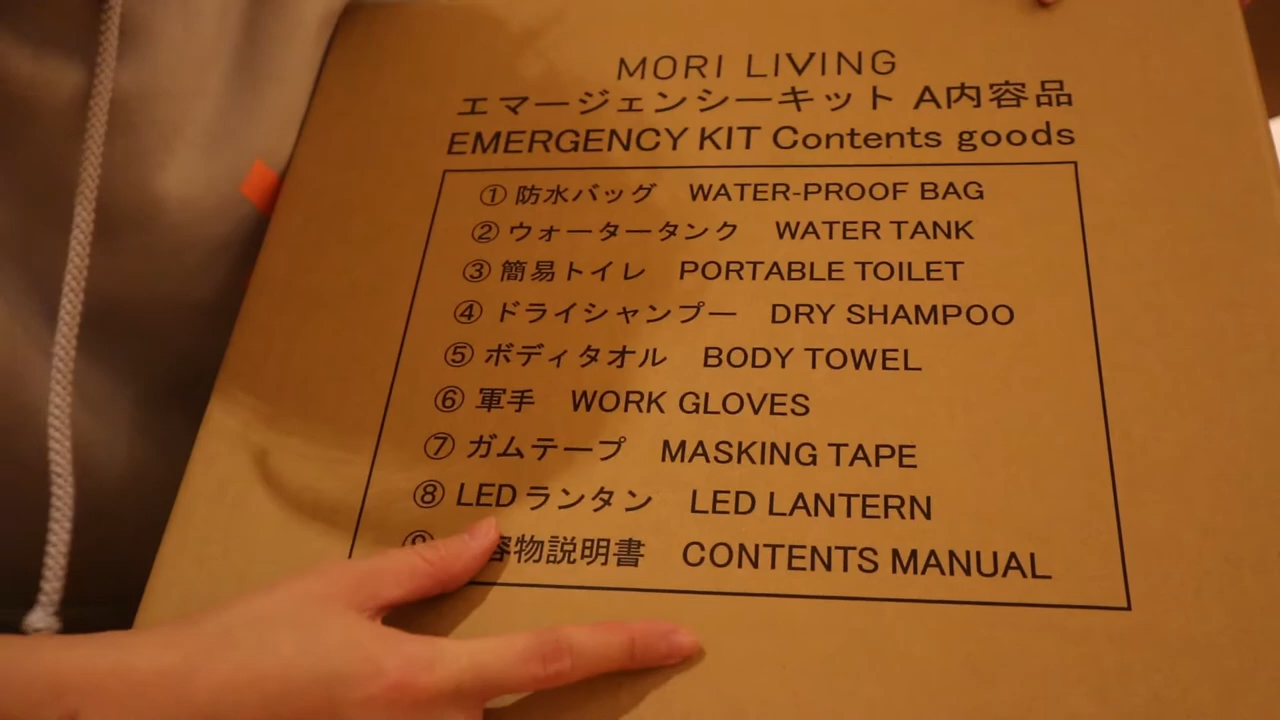 MORI LIVING
エマージェンシーキット A内容品
EMERGENCY KIT Contents goods
① 防水バッグ WATER-PROOF BAG
② ウォータータンク WATER TANK
③ 簡易トイレ PORTABLE TOILET
④ ドライシャンプー DRY SHAMPOO
⑤ ボディタオル BODY TOWEL
⑥ 軍手 WORK GLOVES
⑦ ガムテープ MASKING TAPE
⑧ LEDランタン LED LANTERN
⑨ 容物説明書 CONTENTS MANUAL